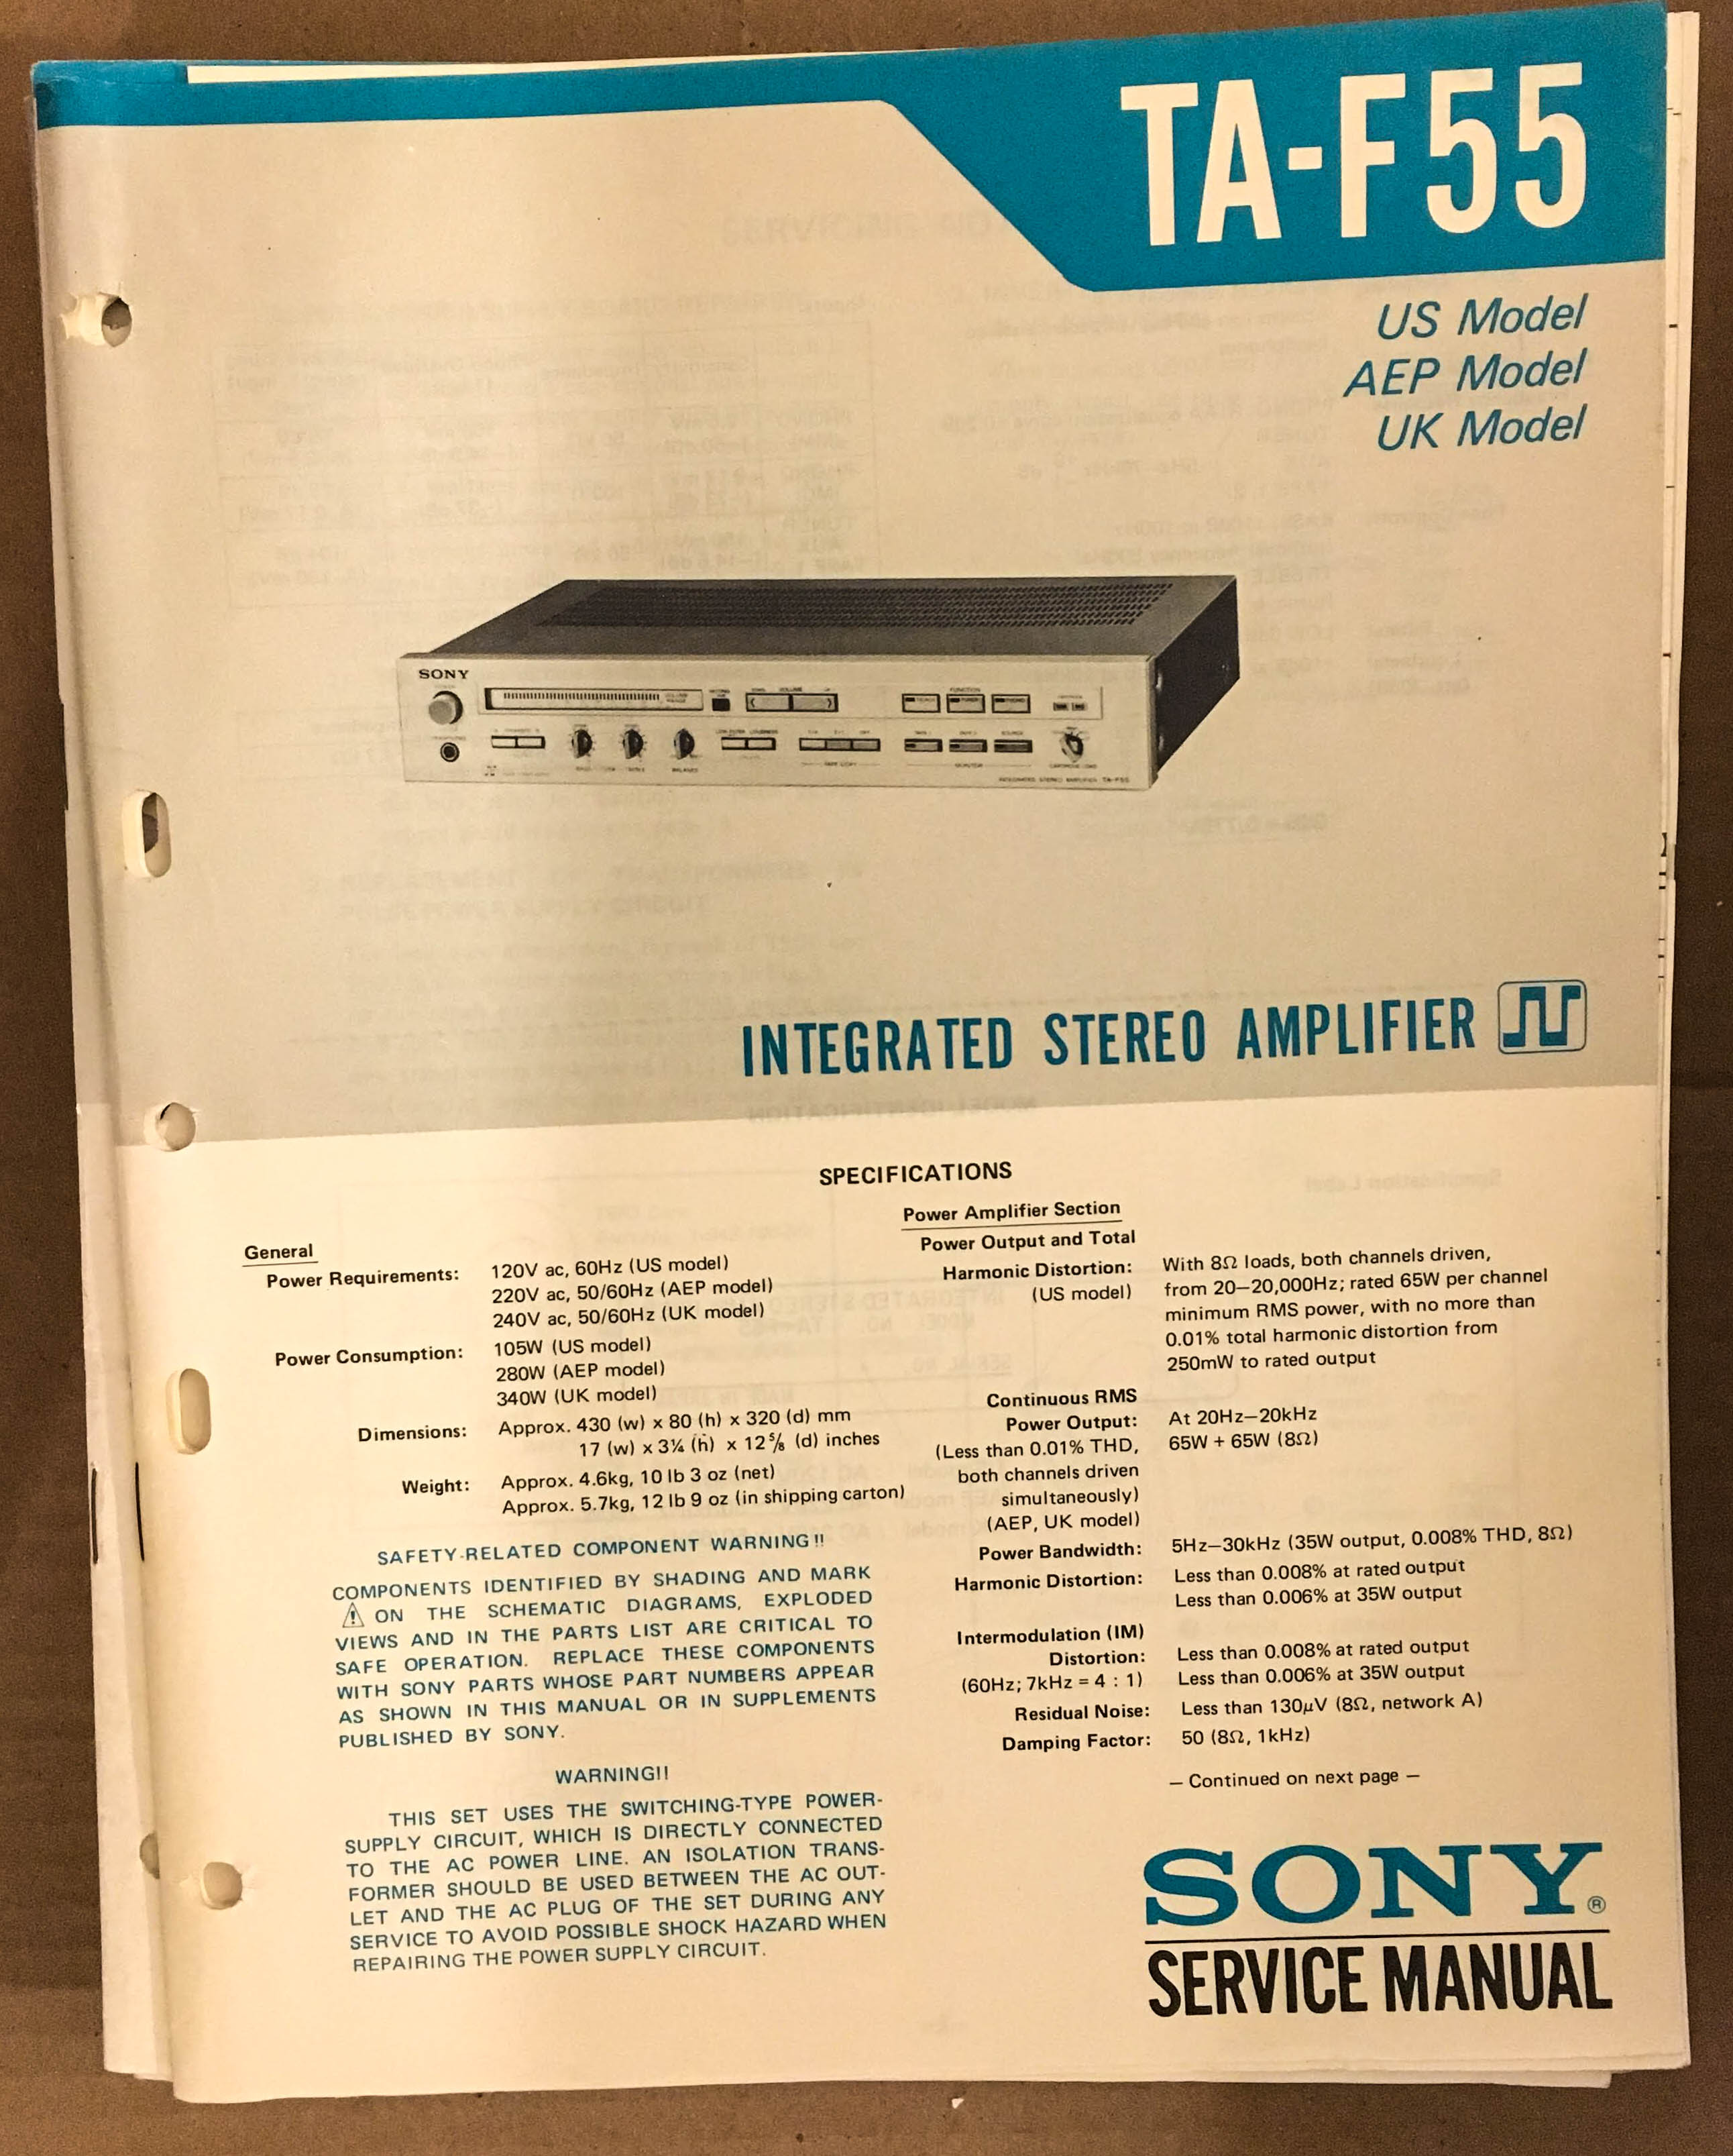 TA-F55
US Model
AEP Model
UK Model
SONY
VOLUME
FUNCTION
BALANCE
TAPE COPY
MONITOR
INTEGRATED STEREO AMPLIFIER TA-F55
INTEGRATED STEREO AMPLIFIER
SPECIFICATIONS
General
Power Requirements: 120V ac, 60Hz (US model)
220V ac, 50/60Hz (AEP model)
240V ac, 50/60Hz (UK model)
Power Consumption: 105W (US model)
280W (AEP model)
340W (UK model)
Dimensions: Approx. 430 (w) x 80 (h) x 320 (d) mm
17 (w) x 3¼ (h) x 12⅝ (d) inches
Weight: Approx. 4.6kg, 10 lb 3 oz (net)
Approx. 5.7kg, 12 lb 9 oz (in shipping carton)
SAFETY-RELATED COMPONENT WARNING!!
COMPONENTS IDENTIFIED BY SHADING AND MARK
⚠ ON THE SCHEMATIC DIAGRAMS, EXPLODED
VIEWS AND IN THE PARTS LIST ARE CRITICAL TO
SAFE OPERATION. REPLACE THESE COMPONENTS
WITH SONY PARTS WHOSE PART NUMBERS APPEAR
AS SHOWN IN THIS MANUAL OR IN SUPPLEMENTS
PUBLISHED BY SONY.
WARNING!!
THIS SET USES THE SWITCHING-TYPE POWER-
SUPPLY CIRCUIT, WHICH IS DIRECTLY CONNECTED
TO THE AC POWER LINE. AN ISOLATION TRANS-
FORMER SHOULD BE USED BETWEEN THE AC OUT-
LET AND THE AC PLUG OF THE SET DURING ANY
SERVICE TO AVOID POSSIBLE SHOCK HAZARD WHEN
REPAIRING THE POWER SUPPLY CIRCUIT.
Power Amplifier Section
Power Output and Total
Harmonic Distortion: With 8Ω loads, both channels driven,
(US model) from 20–20,000Hz; rated 65W per channel
minimum RMS power, with no more than
0.01% total harmonic distortion from
250mW to rated output
Continuous RMS
Power Output: At 20Hz–20kHz
(Less than 0.01% THD, 65W + 65W (8Ω)
both channels driven
simultaneously)
(AEP, UK model)
Power Bandwidth: 5Hz–30kHz (35W output, 0.008% THD, 8Ω)
Harmonic Distortion: Less than 0.008% at rated output
Less than 0.006% at 35W output
Intermodulation (IM)
Distortion: Less than 0.008% at rated output
(60Hz; 7kHz = 4 : 1) Less than 0.006% at 35W output
Residual Noise: Less than 130μV (8Ω, network A)
Damping Factor: 50 (8Ω, 1kHz)
— Continued on next page —
SONY®
SERVICE MANUAL